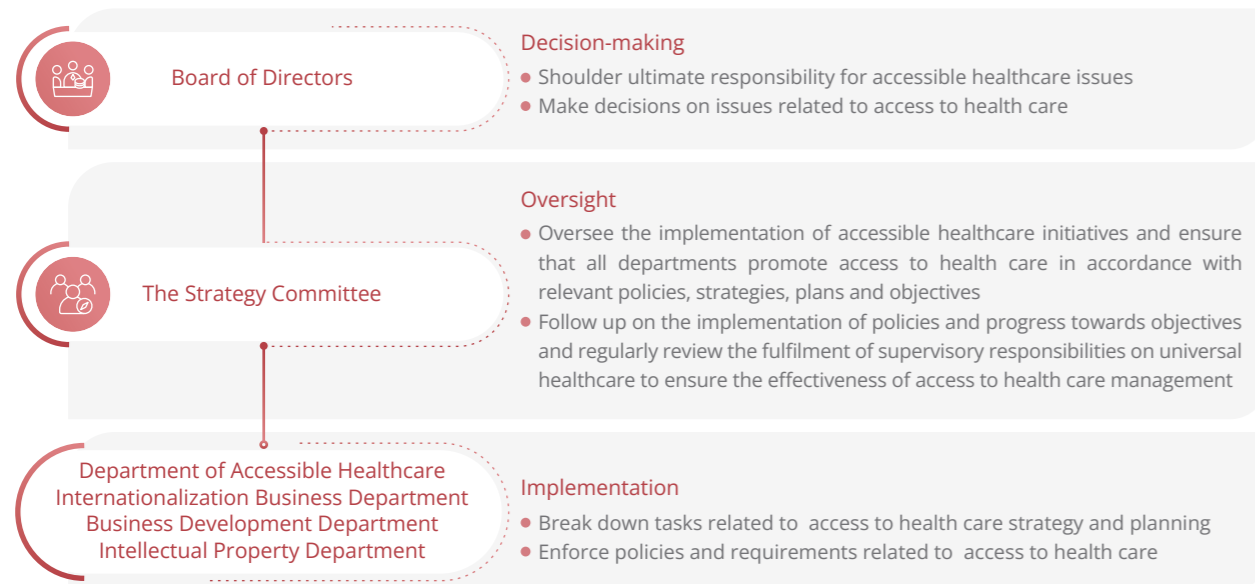 Board of Directors
Decision-making
Shoulder ultimate responsibility for accessible healthcare issues
Make decisions on issues related to access to health care
The Strategy Committee
Oversight
Oversee the implementation of accessible healthcare initiatives and ensure
that all departments promote access to health care in accordance with
relevant policies, strategies, plans and objectives
Follow up on the implementation of policies and progress towards objectives
and regularly review the fulfilment of supervisory responsibilities on universal
healthcare to ensure the effectiveness of access to health care management
Department of Accessible Healthcare
Internationalization Business Department
Business Development Department
Intellectual Property Department
Implementation
Break down tasks related to access to health care strategy and planning
Enforce policies and requirements related to access to health care